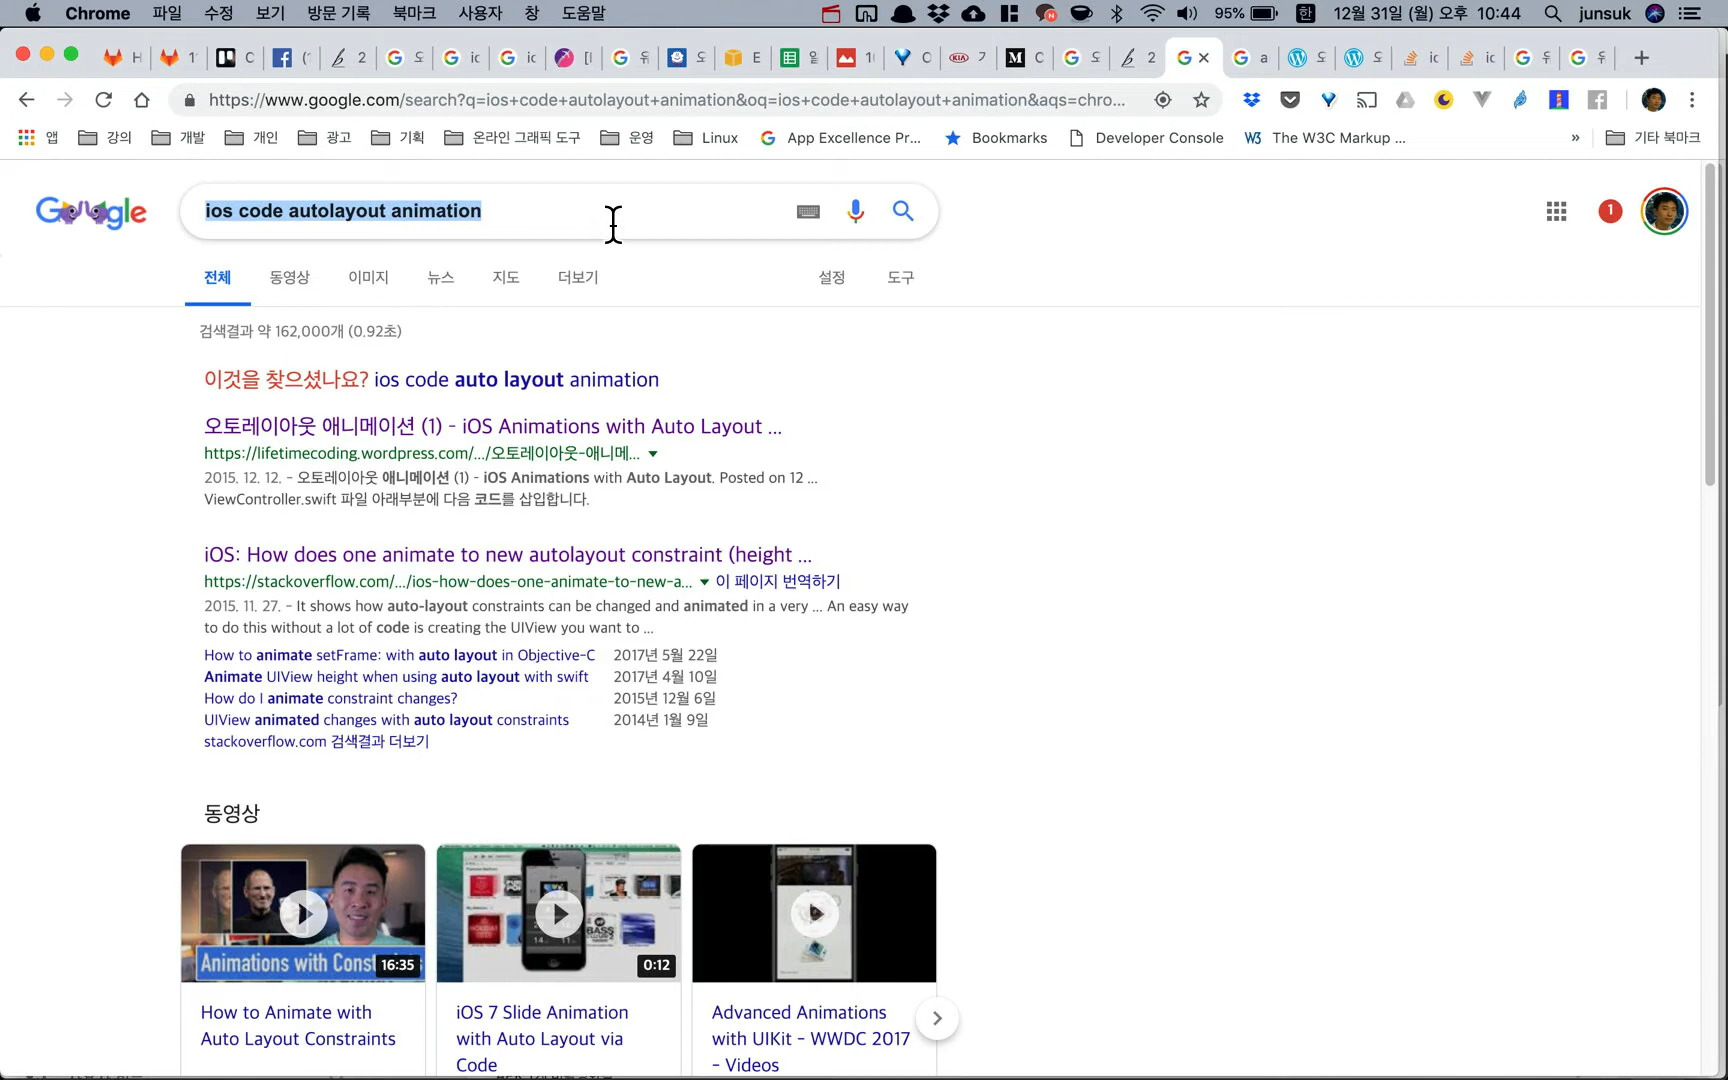 Chrome 파일 수정 보기 방문 기록 북마크 사용자 창 도움말 95% 한 12월 31일 (월) 오후 10:44 junsuk
https://www.google.com/search?q=ios+code+autolayout+animation&oq=ios+code+autolayout+animation&aqs=chro...
앱 강의 개발 개인 광고 기획 온라인 그래픽 도구 운영 Linux App Excellence Pr... Bookmarks Developer Console The W3C Markup ... » 기타 북마크
Google ios code autolayout animation 1
전체 동영상 이미지 뉴스 지도 더보기 설정 도구
검색결과 약 162,000개 (0.92초)
이것을 찾으셨나요? ios code auto layout animation
오토레이아웃 애니메이션 (1) - iOS Animations with Auto Layout ...
https://lifetimecoding.wordpress.com/.../오토레이아웃-애니메...
2015. 12. 12. - 오토레이아웃 애니메이션 (1) - iOS Animations with Auto Layout. Posted on 12 ...
ViewController.swift 파일 아래부분에 다음 코드를 삽입합니다.
iOS: How does one animate to new autolayout constraint (height ...
https://stackoverflow.com/.../ios-how-does-one-animate-to-new-a... 이 페이지 번역하기
2015. 11. 27. - It shows how auto-layout constraints can be changed and animated in a very ... An easy way
to do this without a lot of code is creating the UIView you want to ...
How to animate setFrame: with auto layout in Objective-C 2017년 5월 22일
Animate UIView height when using auto layout with swift 2017년 4월 10일
How do I animate constraint changes? 2015년 12월 6일
UIView animated changes with auto layout constraints 2014년 1월 9일
stackoverflow.com 검색결과 더보기
동영상
Animations with Const 16:35
0:12
How to Animate with
Auto Layout Constraints
iOS 7 Slide Animation
with Auto Layout via
Code
Advanced Animations
with UIKit - WWDC 2017
- Videos